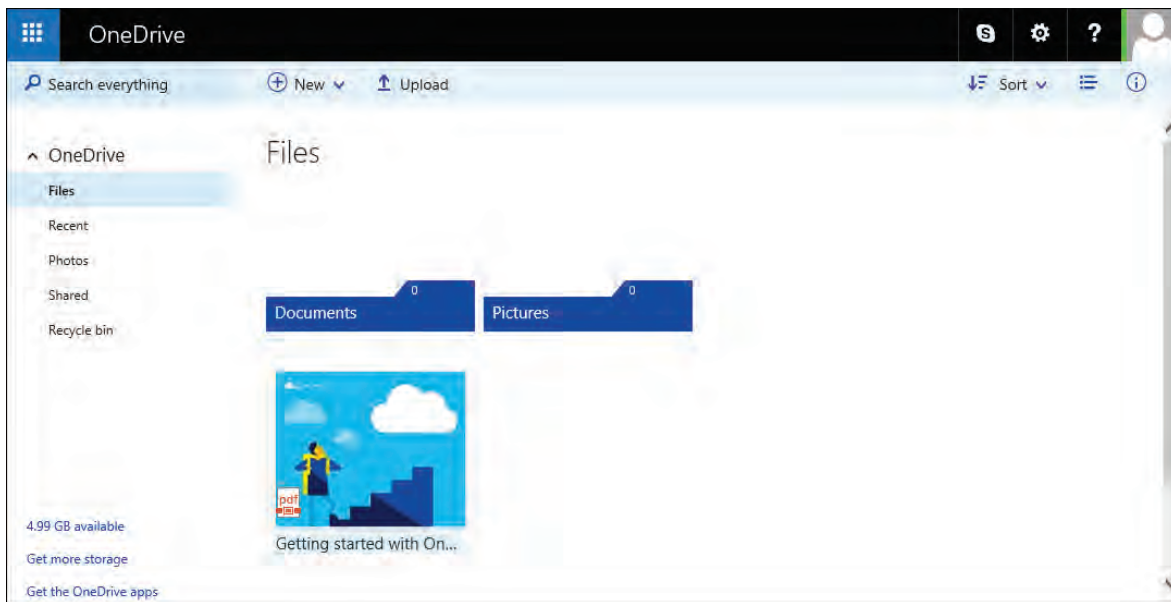 OneDrive
Search everything
New
Upload
Sort
OneDrive
Files
Recent
Photos
Shared
Recycle bin
4.99 GB available
Get more storage
Get the OneDrive apps
Files
0
Documents
0
Pictures
pdf
Getting started with On...